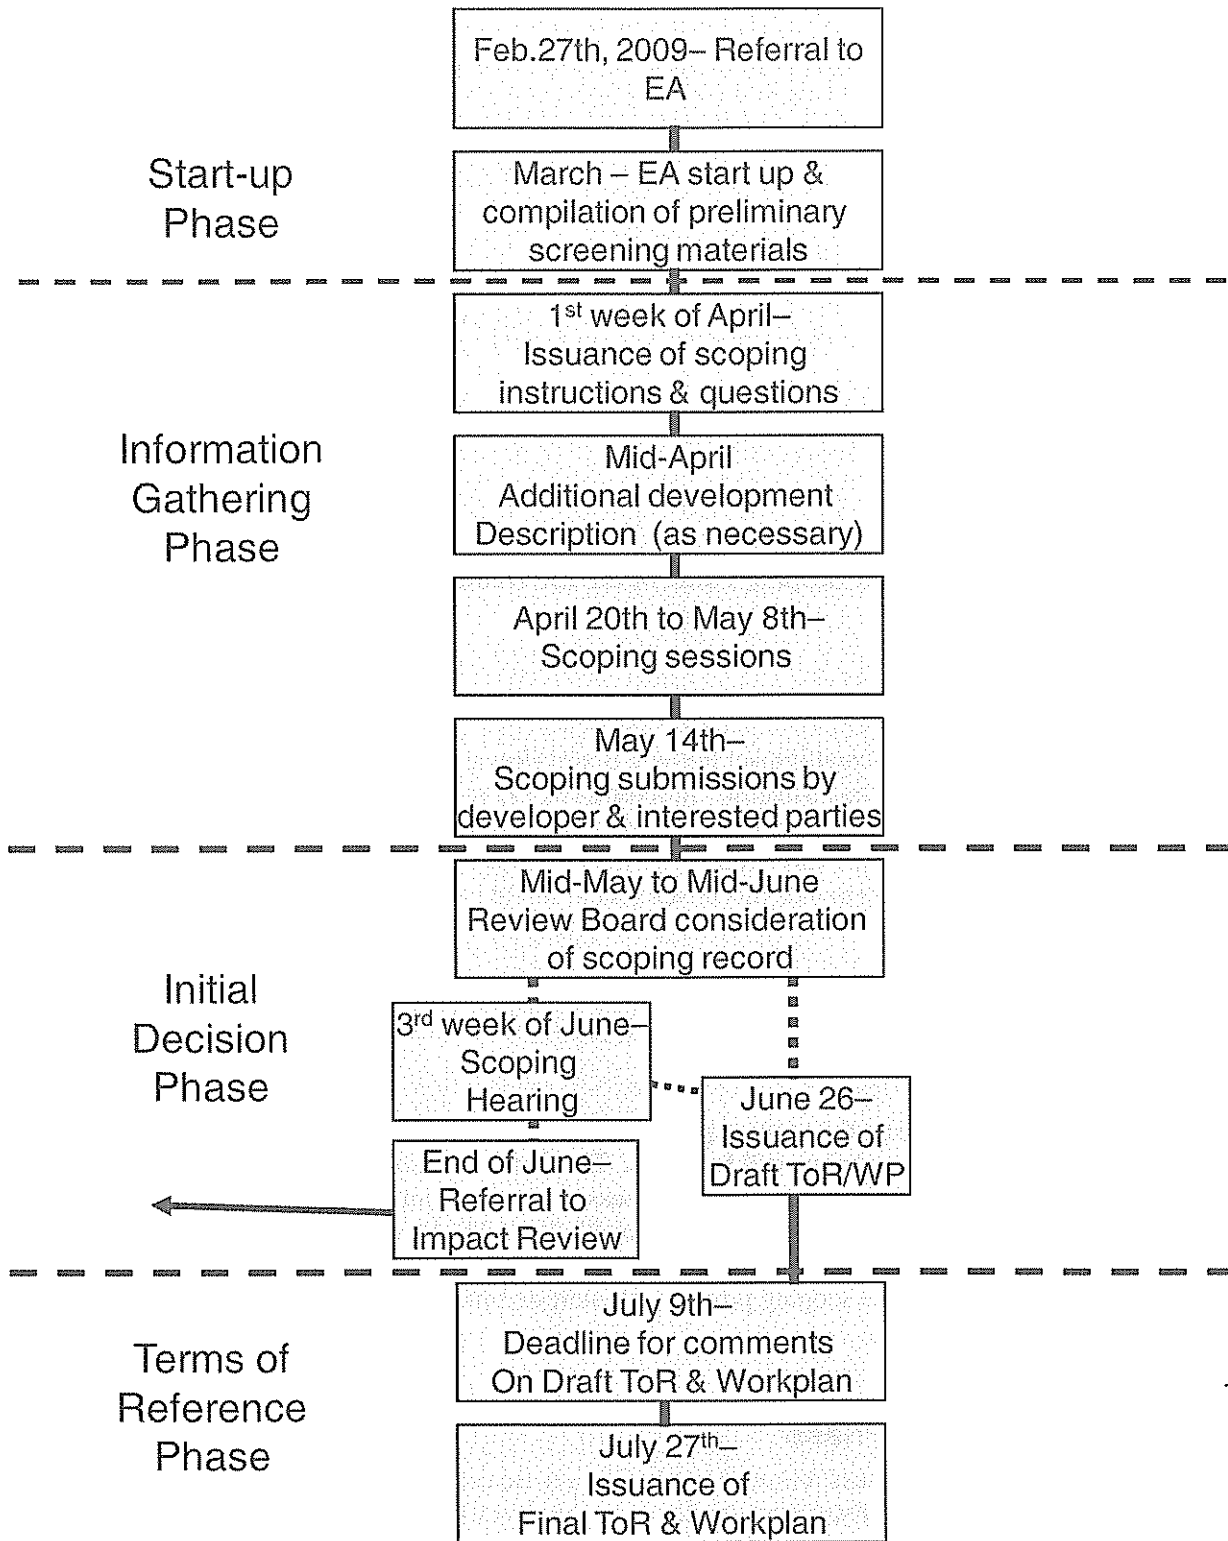 Feb.27th, 2009– Referral to
EA
Start-up
Phase
March – EA start up &
compilation of preliminary
screening materials
1st week of April–
Issuance of scoping
instructions & questions
Information
Gathering
Phase
Mid-April
Additional development
Description (as necessary)
April 20th to May 8th–
Scoping sessions
May 14th–
Scoping submissions by
developer & interested parties
Mid-May to Mid-June
Review Board consideration
of scoping record
Initial
Decision
Phase
3rd week of June–
Scoping
Hearing
June 26–
Issuance of
Draft ToR/WP
End of June–
Referral to
Impact Review
Terms of
Reference
Phase
July 9th–
Deadline for comments
On Draft ToR & Workplan
July 27th–
Issuance of
Final ToR & Workplan